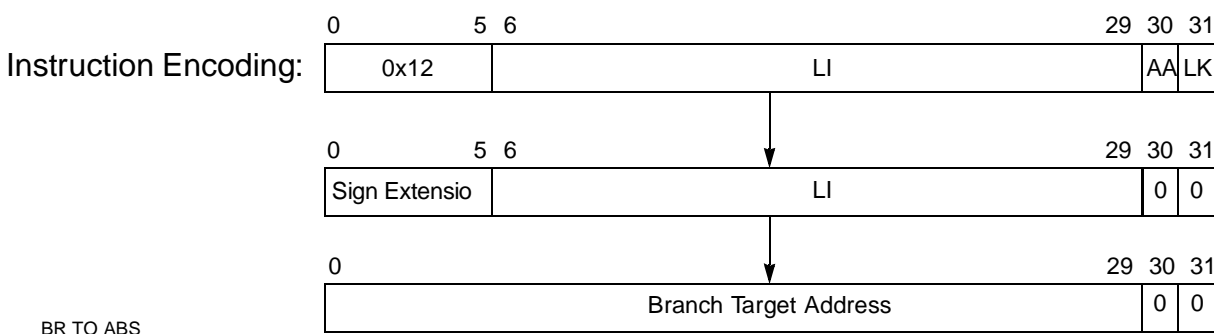 0 5 6 29 30 31
Instruction Encoding: 0x12 LI AA LK
0 5 6 29 30 31
Sign Extensio LI 0 0
0 29 30 31
Branch Target Address 0 0
BR TO ABS